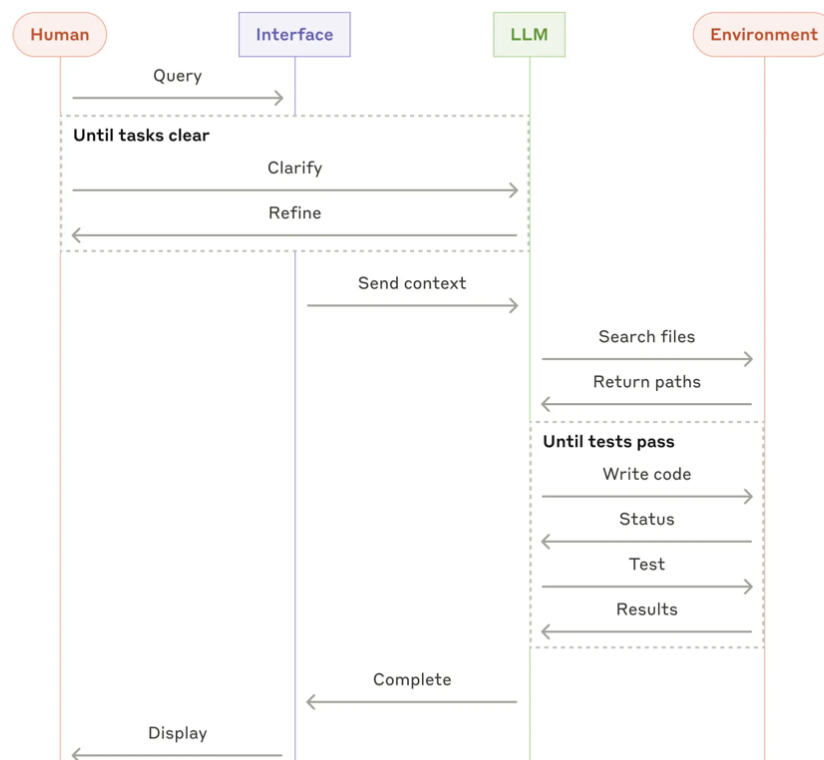 Human
Interface
LLM
Environment
Query
Until tasks clear
Clarify
Refine
Send context
Search files
Return paths
Until tests pass
Write code
Status
Test
Results
Complete
Display